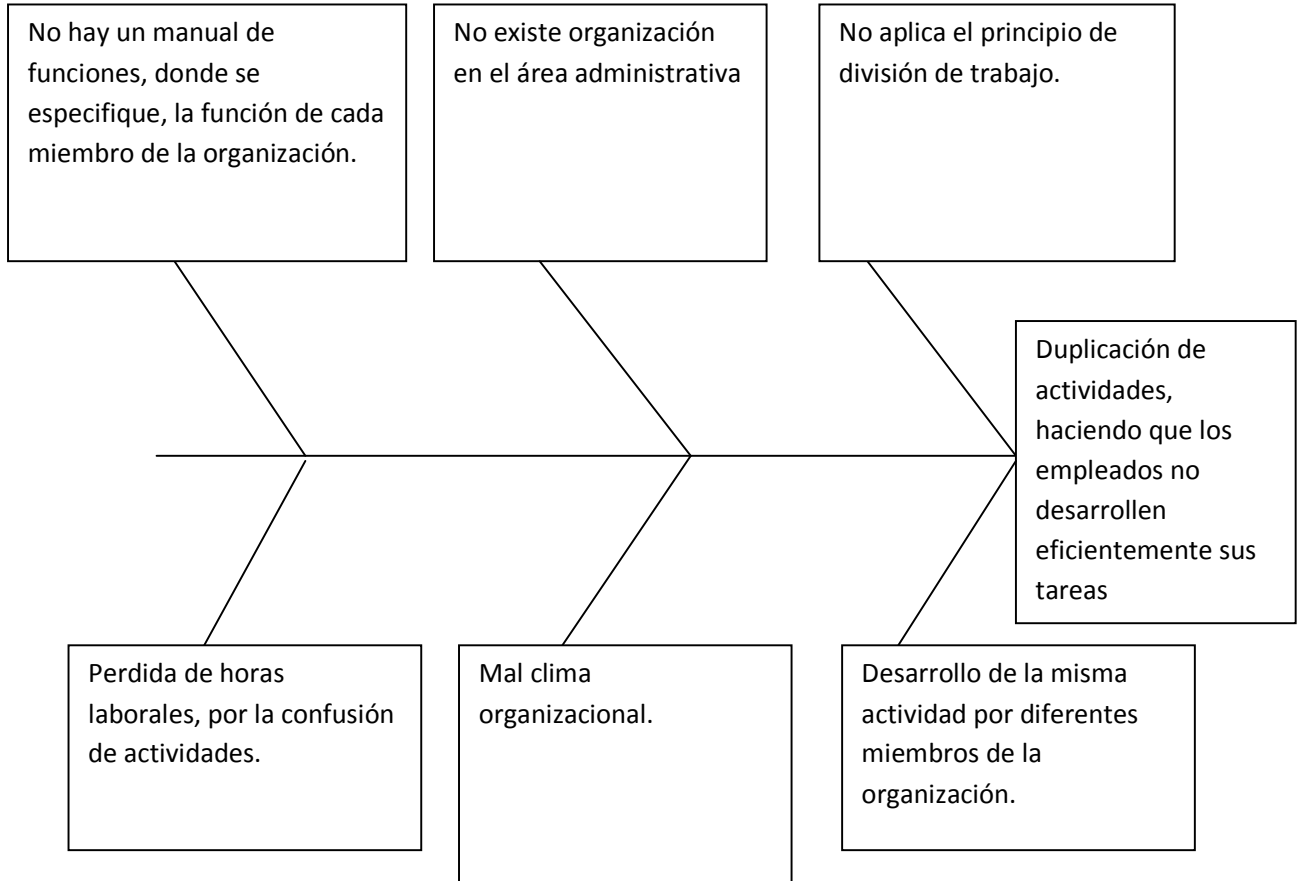 No hay un manual de
funciones, donde se
especifique, la función de cada
miembro de la organización.
No existe organización
en el área administrativa
No aplica el principio de
división de trabajo.
Duplicación de
actividades,
haciendo que los
empleados no
desarrollen
eficientemente sus
tareas
Perdida de horas
laborales, por la confusión
de actividades.
Mal clima
organizacional.
Desarrollo de la misma
actividad por diferentes
miembros de la
organización.